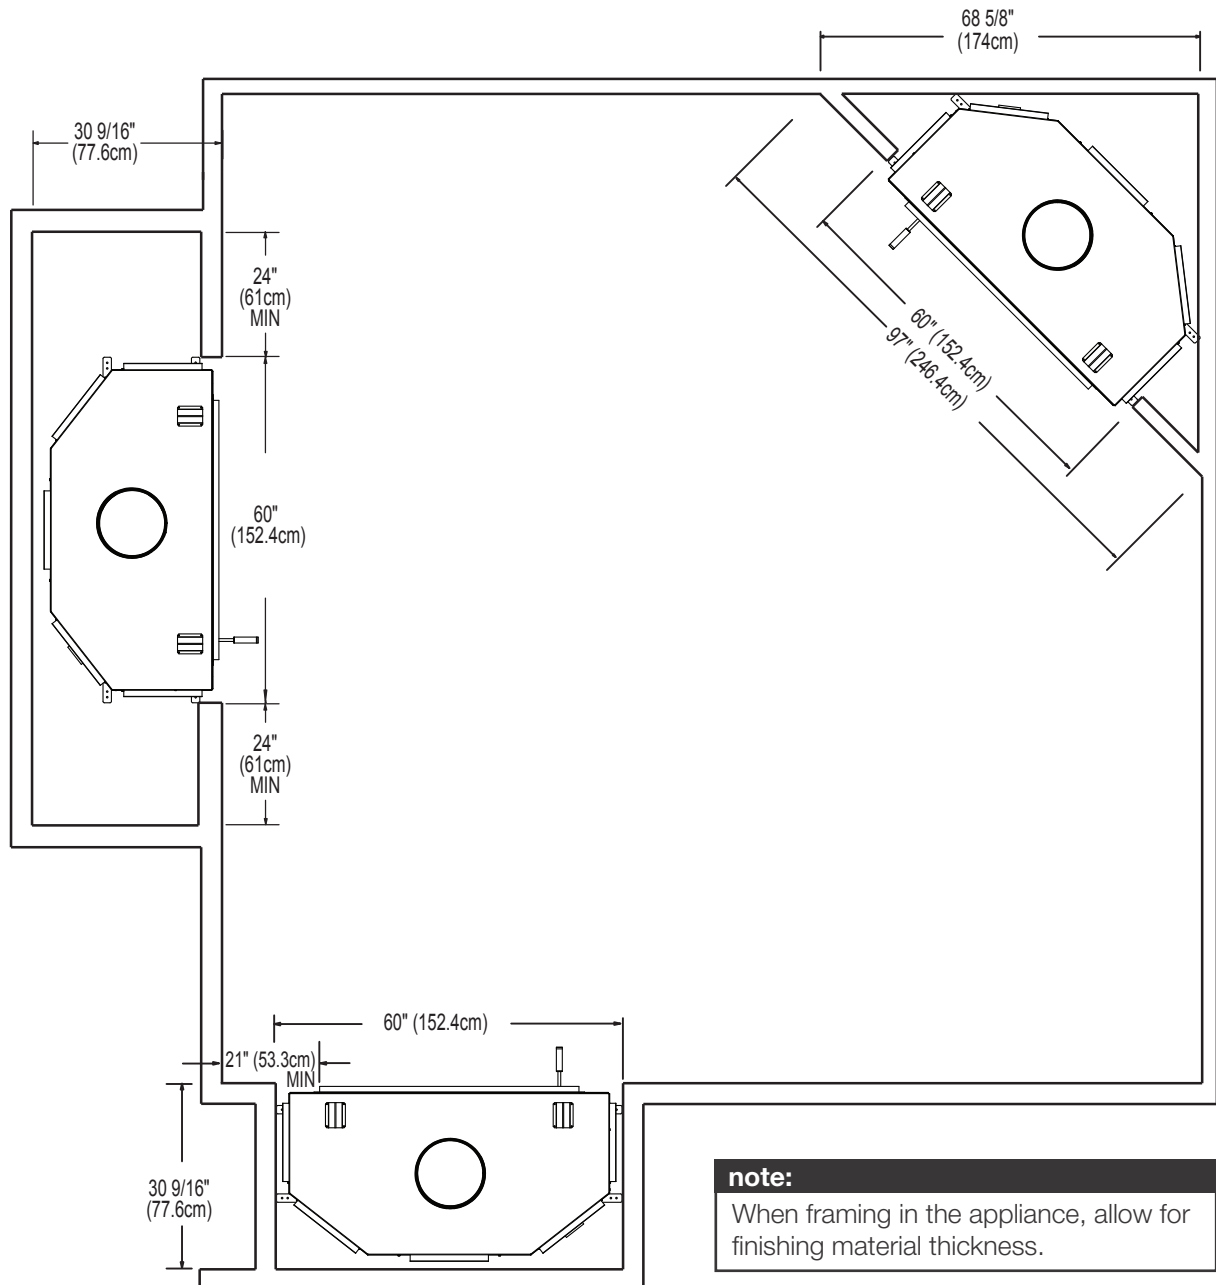 68 5/8"
(174cm)
30 9/16"
(77.6cm)
24"
(61cm)
MIN
60" (152.4cm)
97" (246.4cm)
60"
(152.4cm)
24"
(61cm)
MIN
60" (152.4cm)
21" (53.3cm)
MIN
30 9/16"
(77.6cm)
note:
When framing in the appliance, allow for
finishing material thickness.